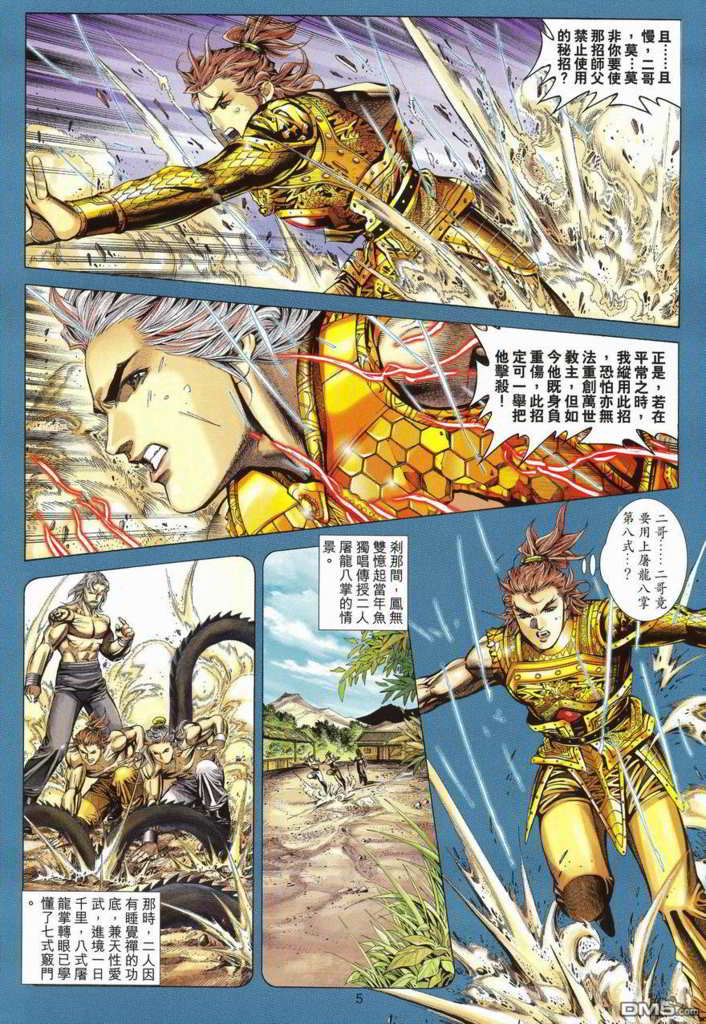 且……且
慢，二哥
，莫…莫
非你要使
那招師父
禁止使用
的秘招？
正是，若在
平常之時，
我縱用此招
，恐怕亦無
法重創萬世
教主，但如
今他既身負
重傷，此招
定可一舉把
他擊殺！
二哥……二哥竟
要用上屠龍八掌
第八式…？
剎那間，鳳無
雙憶起當年魚
獨唱傳授二人
屠龍八掌的情
景。
那時，二人因
有睡覺禪的功
底，兼天性愛
武，進境一日
千里，八式屠
龍掌轉眼已學
懂了七式竅門
。
5
DM5.com